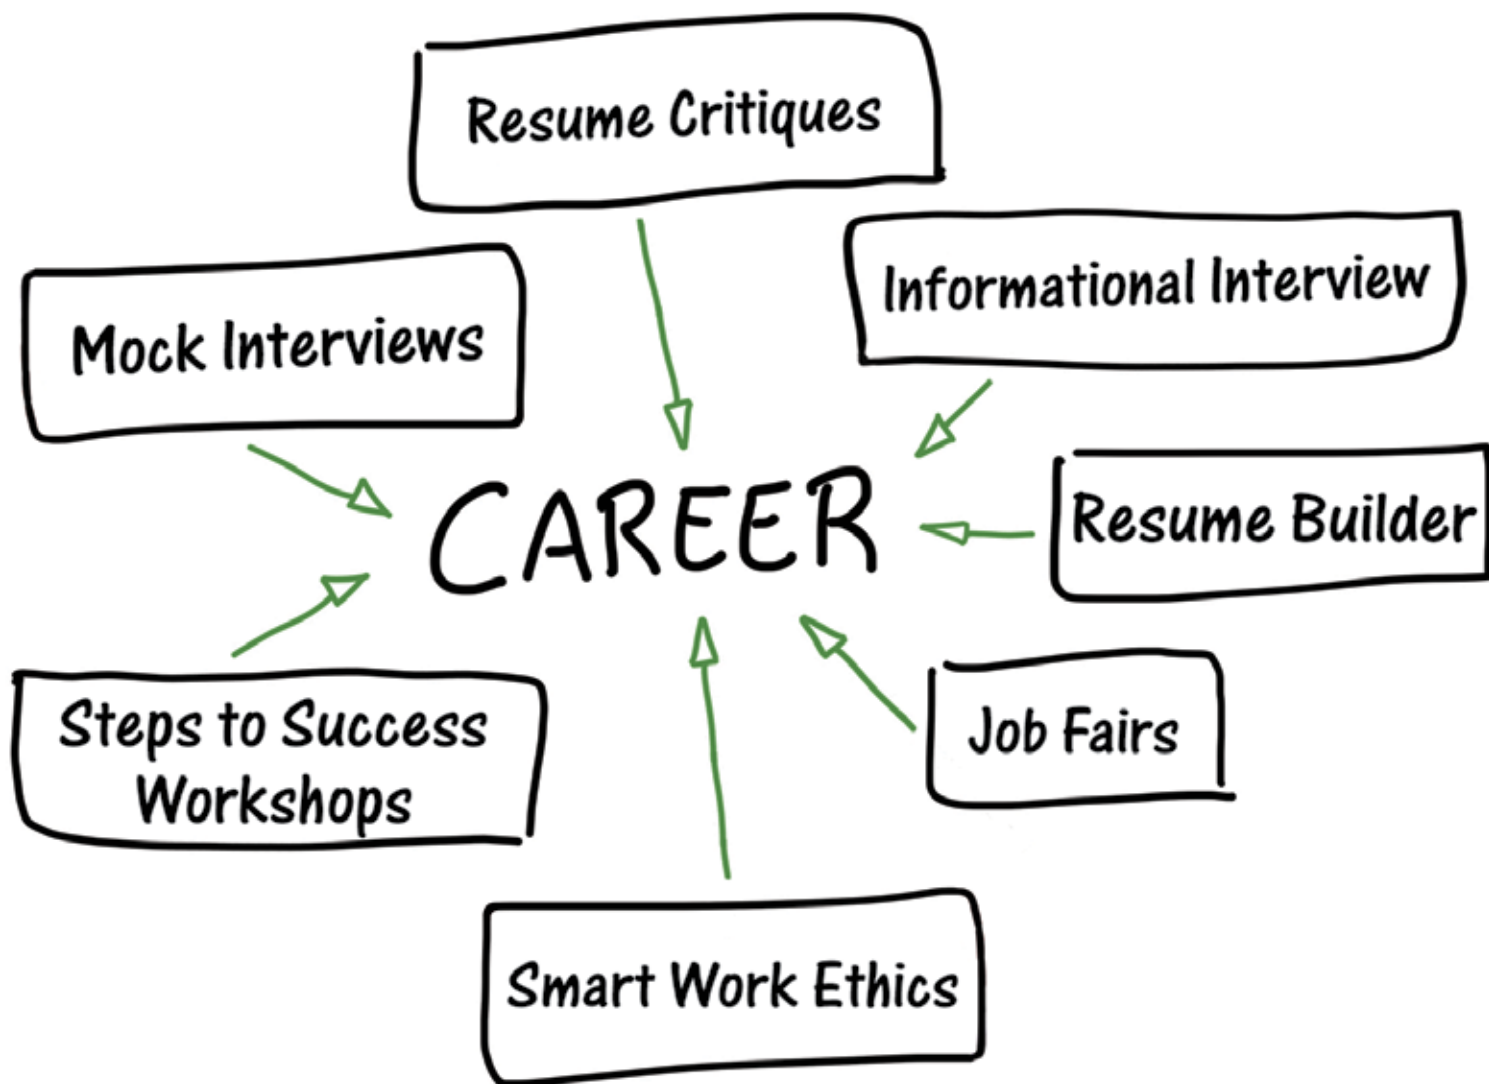 Resume Critiques
Informational Interview
Mock Interviews
CAREER
Resume Builder
Steps to Success
Workshops
Job Fairs
Smart Work Ethics